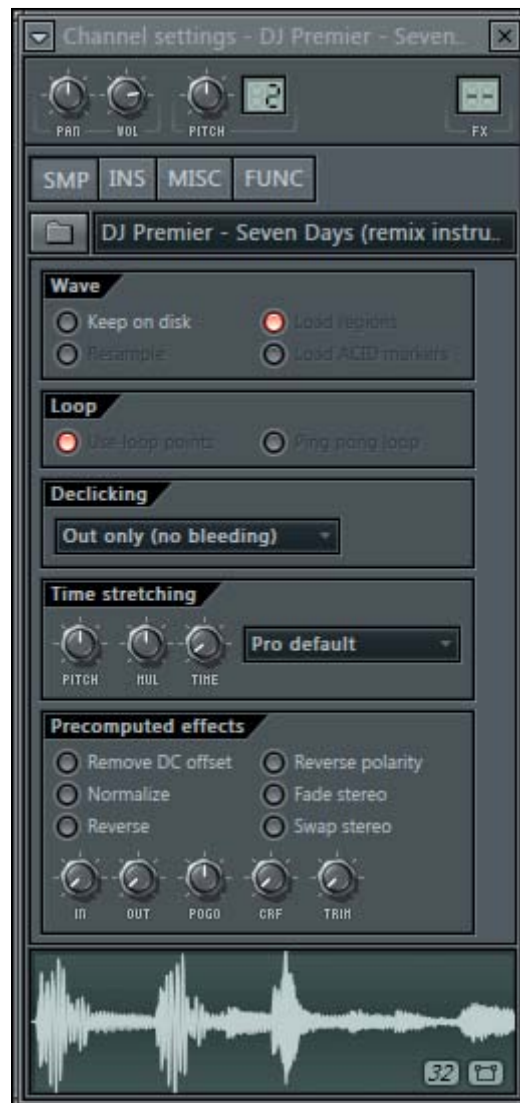 Channel settings - DJ Premier - Seven..
PAN VOL PITCH 2 -- FX
SMP INS MISC FUNC
DJ Premier - Seven Days (remix instru..
Wave
Keep on disk Load regions
Resample Load ACID markers
Loop
Use loop points Ping pong loop
Declicking
Out only (no bleeding)
Time stretching
Pro default
PITCH MUL TIME
Precomputed effects
Remove DC offset Reverse polarity
Normalize Fade stereo
Reverse Swap stereo
IN OUT POGO CRF TRIM
32